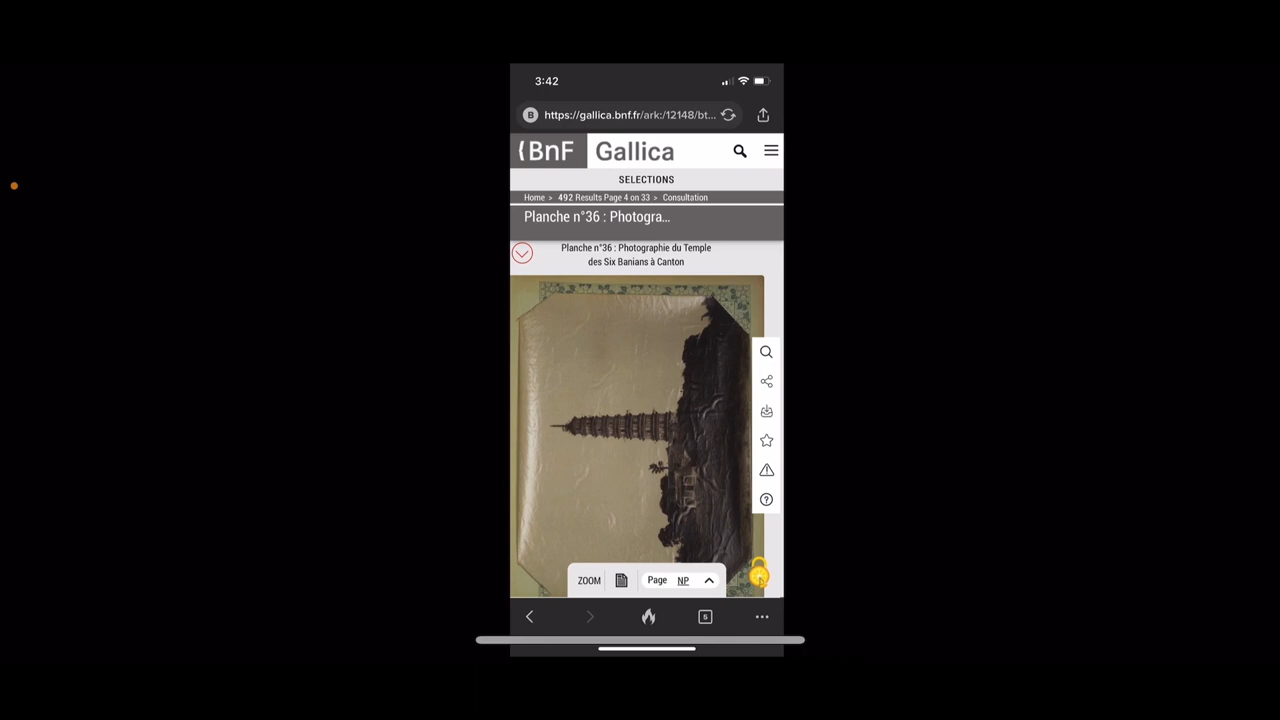 3:42
B https://gallica.bnf.fr/ark:/12148/bt...
BnF Gallica
SELECTIONS
Home > 492 Results Page 4 on 33 > Consultation
Planche n°36 : Photogra...
Planche n°36 : Photographie du Temple
des Six Banians à Canton
ZOOM Page NP
5